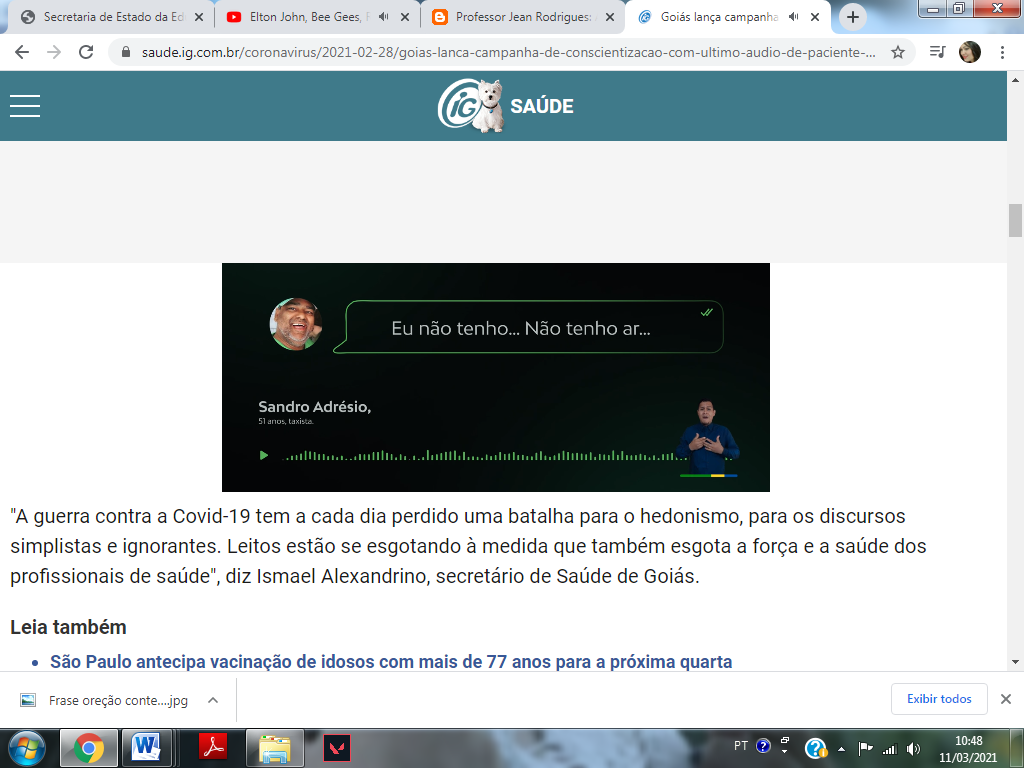 Secretaria de Estado da Ed
Elton John, Bee Gees, F
Professor Jean Rodrigues:
Goiás lança campanha
saude.ig.com.br/coronavirus/2021-02-28/goias-lanca-campanha-de-conscientizacao-com-ultimo-audio-de-paciente-...
iG SAÚDE
Eu não tenho... Não tenho ar...
Sandro Adrésio,
51 anos, taxista.
"A guerra contra a Covid-19 tem a cada dia perdido uma batalha para o hedonismo, para os discursos
simplistas e ignorantes. Leitos estão se esgotando à medida que também esgota a força e a saúde dos
profissionais de saúde", diz Ismael Alexandrino, secretário de Saúde de Goiás.
Leia também
• São Paulo antecipa vacinação de idosos com mais de 77 anos para a próxima quarta
Frase oreção conte....jpg
Exibir todos
PT
10:48
11/03/2021